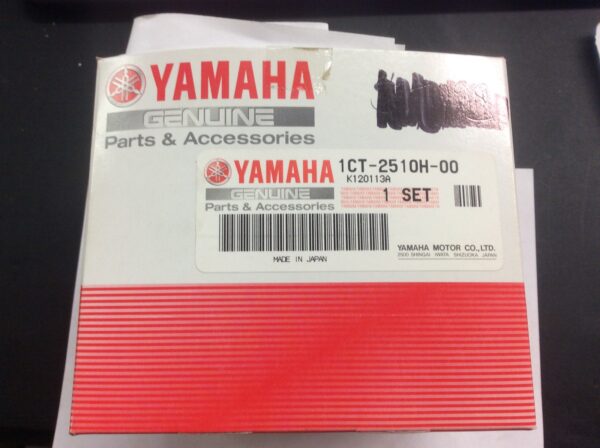 YAMAHA
GENUINE
Parts & Accessories
YAMAHA 1CT-2510H-00
K120113A
GENUINE
1 SET
Parts & Accessories
YAMAHA MOTOR CO.,LTD.
2500 SHINGAI IWATA SHIZUOKA JAPAN
MADE IN JAPAN